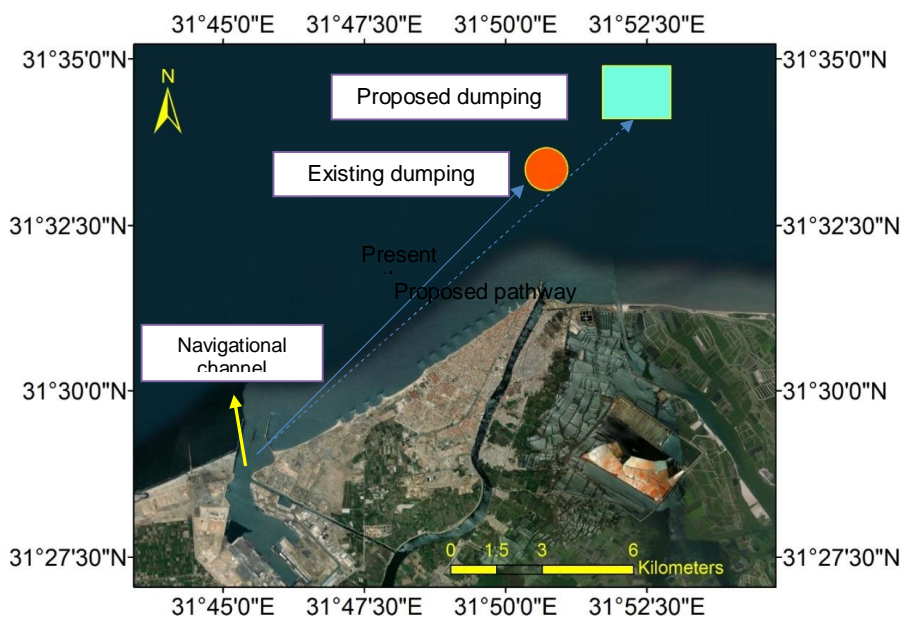 31°45'0"E 31°47'30"E 31°50'0"E 31°52'30"E
31°35'0"N 31°35'0"N
N
Proposed dumping
Existing dumping
31°32'30"N 31°32'30"N
Present
Proposed pathway
Navigational
channel
31°30'0"N 31°30'0"N
0 1.5 3 6
Kilometers
31°27'30"N 31°27'30"N
31°45'0"E 31°47'30"E 31°50'0"E 31°52'30"E